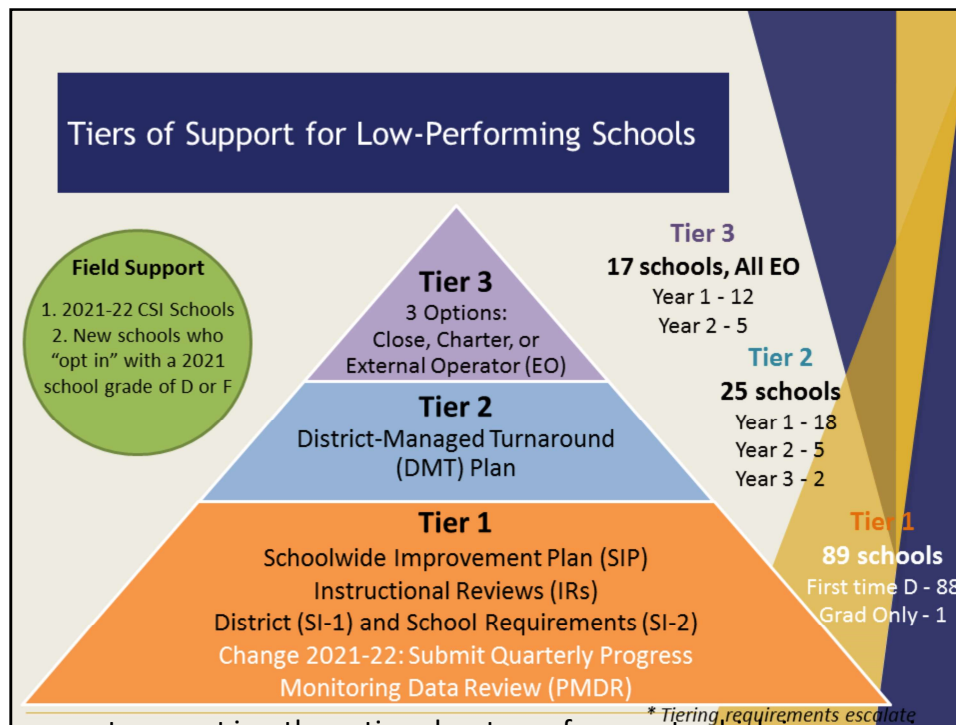 Tiers of Support for Low-Performing Schools
Field Support
1. 2021-22 CSI Schools
2. New schools who
"opt in" with a 2021
school grade of D or F
Tier 3
3 Options:
Close, Charter, or
External Operator (EO)
Tier 2
District-Managed Turnaround
(DMT) Plan
Tier 1
Schoolwide Improvement Plan (SIP)
Instructional Reviews (IRs)
District (SI-1) and School Requirements (SI-2)
Change 2021-22: Submit Quarterly Progress
Monitoring Data Review (PMDR)
Tier 3
17 schools, All EO
Year 1 - 12
Year 2 - 5
Tier 2
25 schools
Year 1 - 18
Year 2 - 5
Year 3 - 2
Tier 1
89 schools
First time D - 88
Grad Only - 1
* Tiering requirements escalate